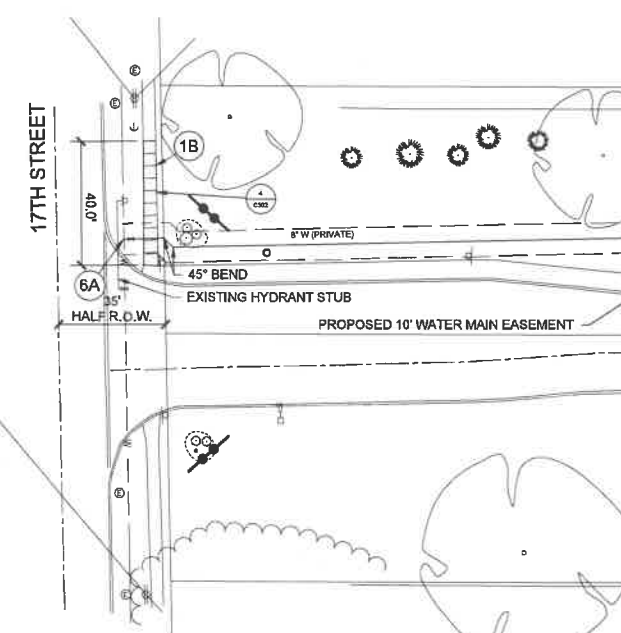 17TH STREET
40.0'
1B
4
C302
8" W (PRIVATE)
45° BEND
6A
EXISTING HYDRANT STUB
35'
HALF R.O.W.
PROPOSED 10' WATER MAIN EASEMENT
E
E
E
W
W